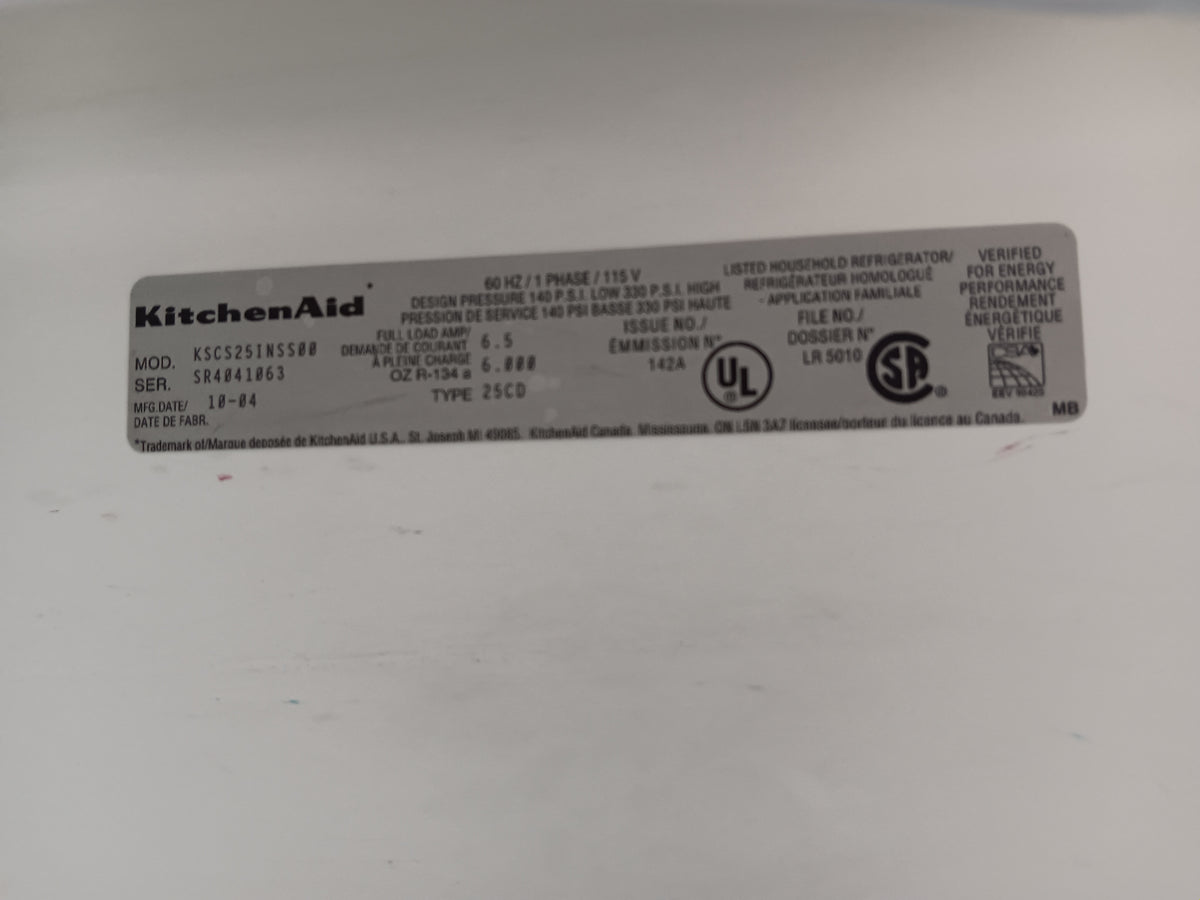 KitchenAid*
MOD. KSCS25INSS00
SER. SR4041063
MFG.DATE/ 10-04
DATE DE FABR.
60 HZ / 1 PHASE / 115 V
DESIGN PRESSURE 140 P.S.I. LOW 330 P.S.I. HIGH
PRESSION DE SERVICE 140 PSI BASSE 330 PSI HAUTE
FULL LOAD AMP/
DEMANDE DE COURANT 6.5
A PLEINE CHARGE
OZ R-134 a 6.000
TYPE 25CD
ISSUE NO./
ÉMMISSION N°
142A
UL
®
LISTED HOUSEHOLD REFRIGERATOR/
REFRIGÉRATEUR HOMOLOGUÉ
- APPLICATION FAMILIALE
FILE NO./
DOSSIER N°
LR 5010
SA
®
VERIFIED
FOR ENERGY
PERFORMANCE
RENDEMENT
ÉNERGÉTIQUE
VÉRIFIÉ
MB
*Trademark of/Marque deposée de KitchenAid U.S.A., St. Joseph MI 49085. KitchenAid Canada. Mississauga, ON L5N 3A7 licensee/porteur du licence au Canada.